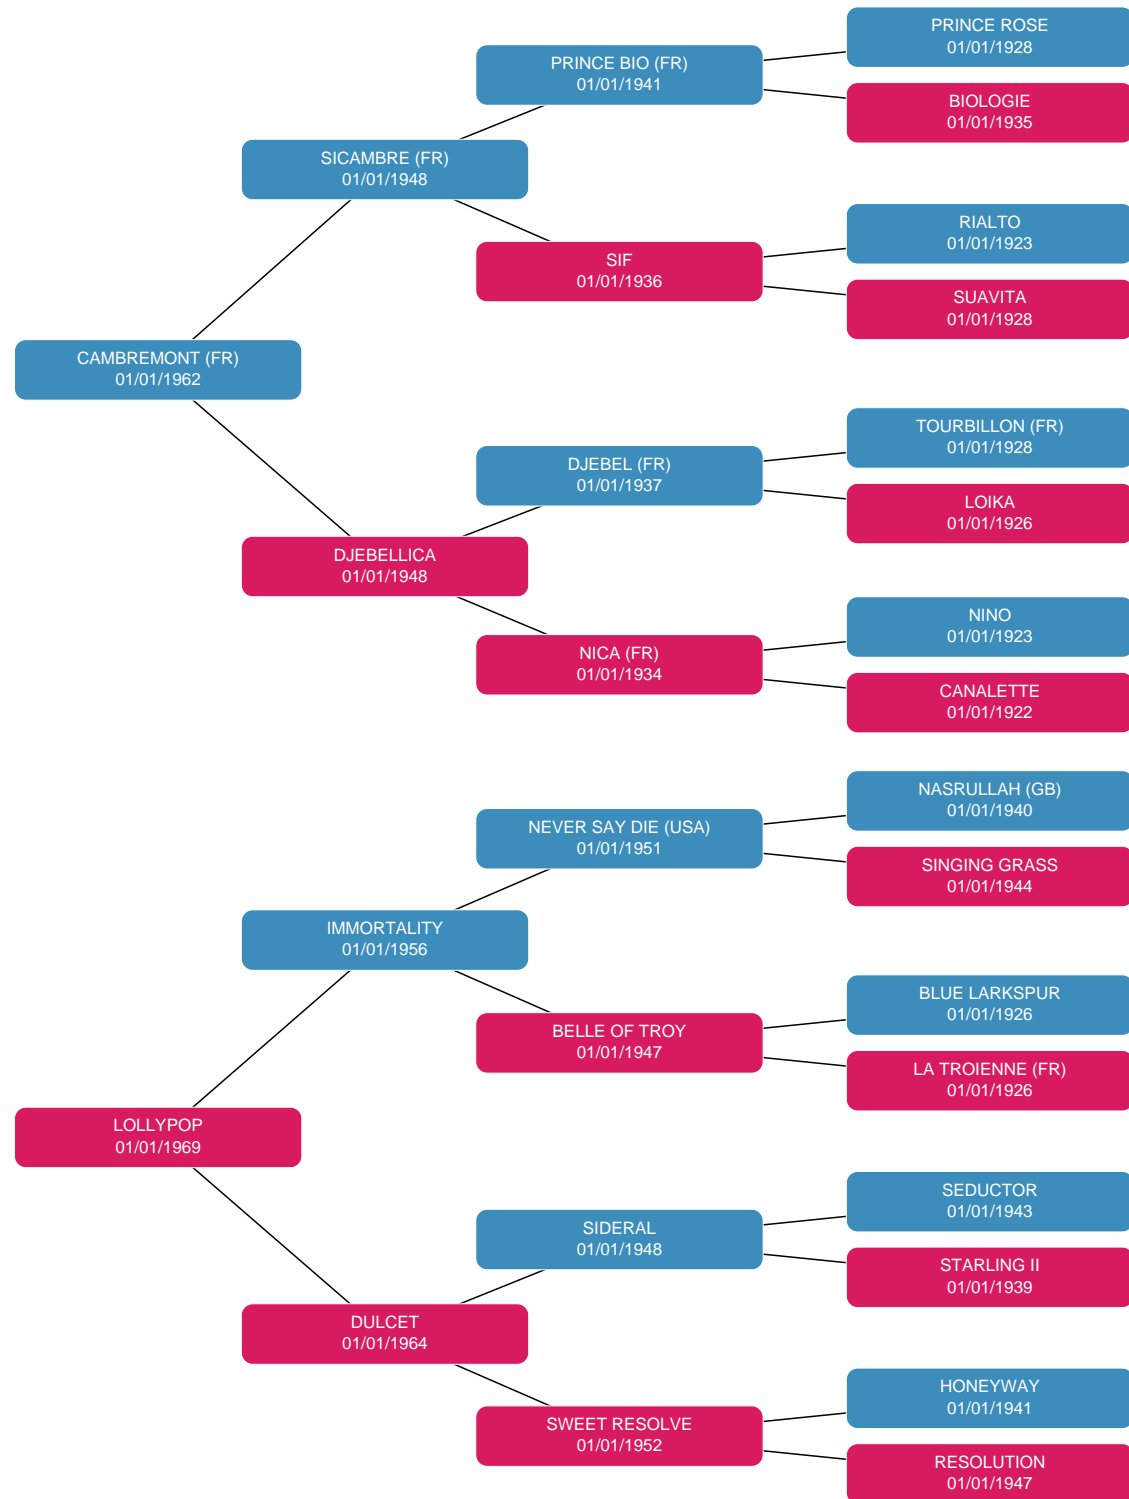 PRINCE ROSE
01/01/1928
PRINCE BIO (FR)
01/01/1941
BIOLOGIE
01/01/1935
SICAMBRE (FR)
01/01/1948
RIALTO
01/01/1923
SIF
01/01/1936
SUAVITA
01/01/1928
CAMBREMONT (FR)
01/01/1962
TOURBILLON (FR)
01/01/1928
DJEBEL (FR)
01/01/1937
LOIKA
01/01/1926
DJEBELLICA
01/01/1948
NINO
01/01/1923
NICA (FR)
01/01/1934
CANALETTE
01/01/1922
NASRULLAH (GB)
01/01/1940
NEVER SAY DIE (USA)
01/01/1951
SINGING GRASS
01/01/1944
IMMORTALITY
01/01/1956
BLUE LARKSPUR
01/01/1926
BELLE OF TROY
01/01/1947
LA TROIENNE (FR)
01/01/1926
LOLLYPOP
01/01/1969
SEDUCTOR
01/01/1943
SIDERAL
01/01/1948
STARLING II
01/01/1939
DULCET
01/01/1964
HONEYWAY
01/01/1941
SWEET RESOLVE
01/01/1952
RESOLUTION
01/01/1947